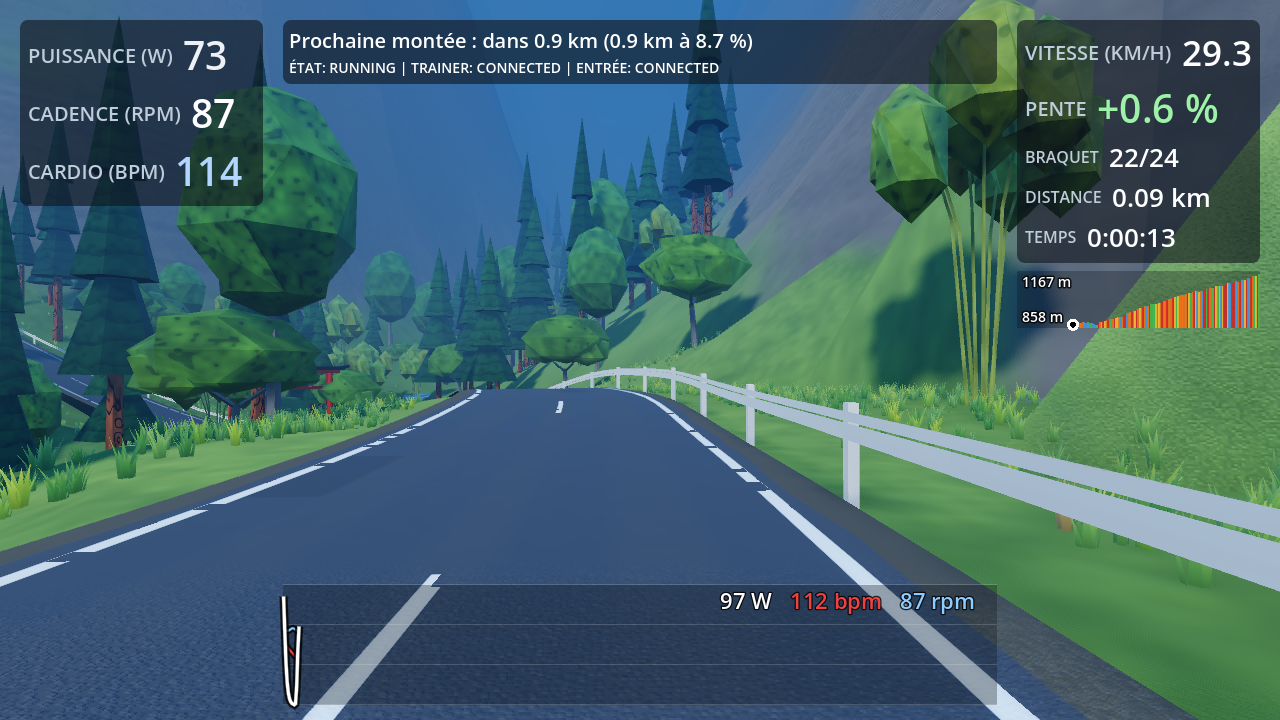 PUISSANCE (W) 73
CADENCE (RPM) 87
CARDIO (BPM) 114
Prochaine montée : dans 0.9 km (0.9 km à 8.7 %)
ÉTAT: RUNNING | TRAINER: CONNECTED | ENTRÉE: CONNECTED
VITESSE (KM/H) 29.3
PENTE +0.6 %
BRAQUET 22/24
DISTANCE 0.09 km
TEMPS 0:00:13
1167 m
858 m
97 W 112 bpm 87 rpm